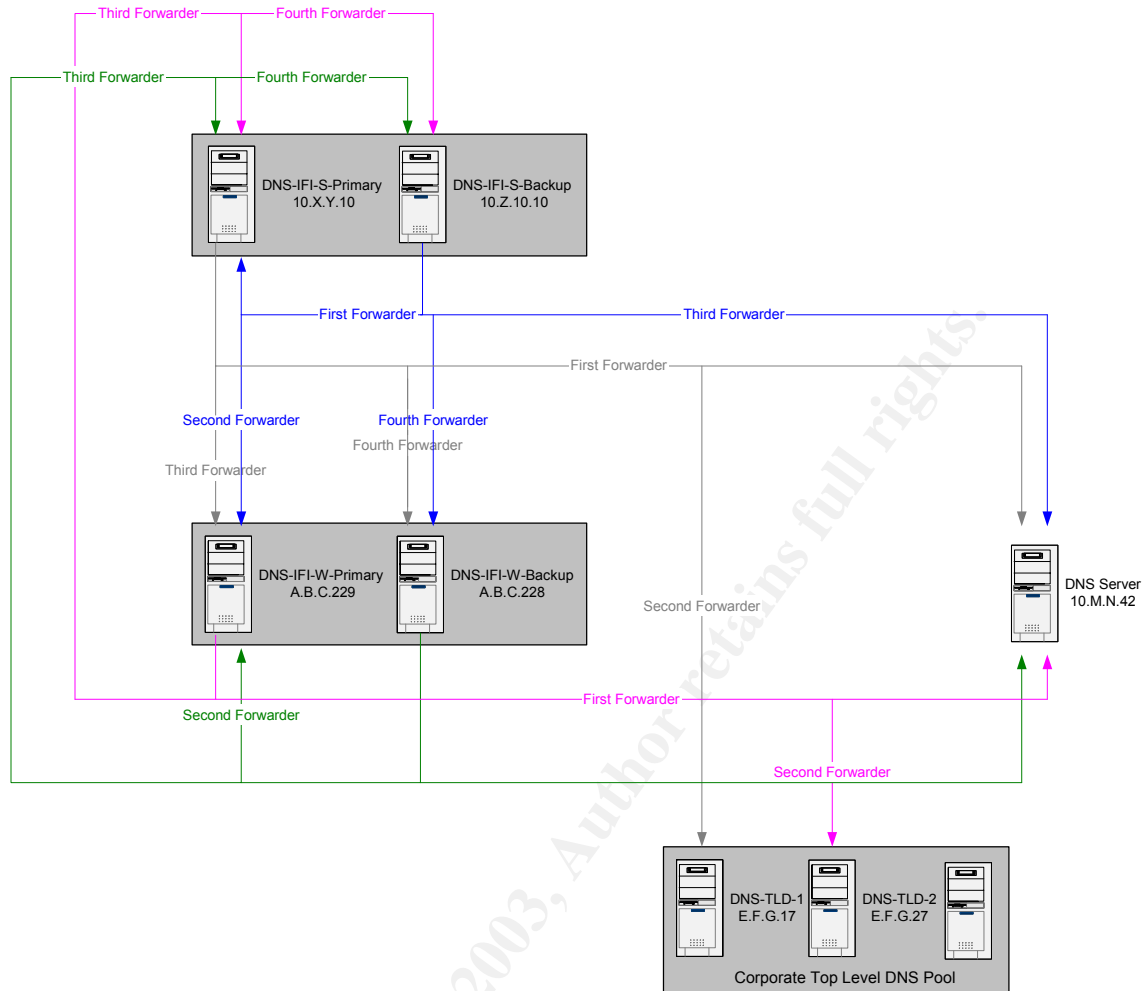 Third Forwarder
Fourth Forwarder
Third Forwarder
Fourth Forwarder
DNS-IFI-S-Primary
10.X.Y.10
DNS-IFI-S-Backup
10.Z.10.10
First Forwarder
Third Forwarder
First Forwarder
Second Forwarder
Fourth Forwarder
Fourth Forwarder
Third Forwarder
DNS-IFI-W-Primary
A.B.C.229
DNS-IFI-W-Backup
A.B.C.228
DNS Server
10.M.N.42
Second Forwarder
First Forwarder
Second Forwarder
Second Forwarder
DNS-TLD-1
E.F.G.17
DNS-TLD-2
E.F.G.27
Corporate Top Level DNS Pool
2003, Author retains full rights.